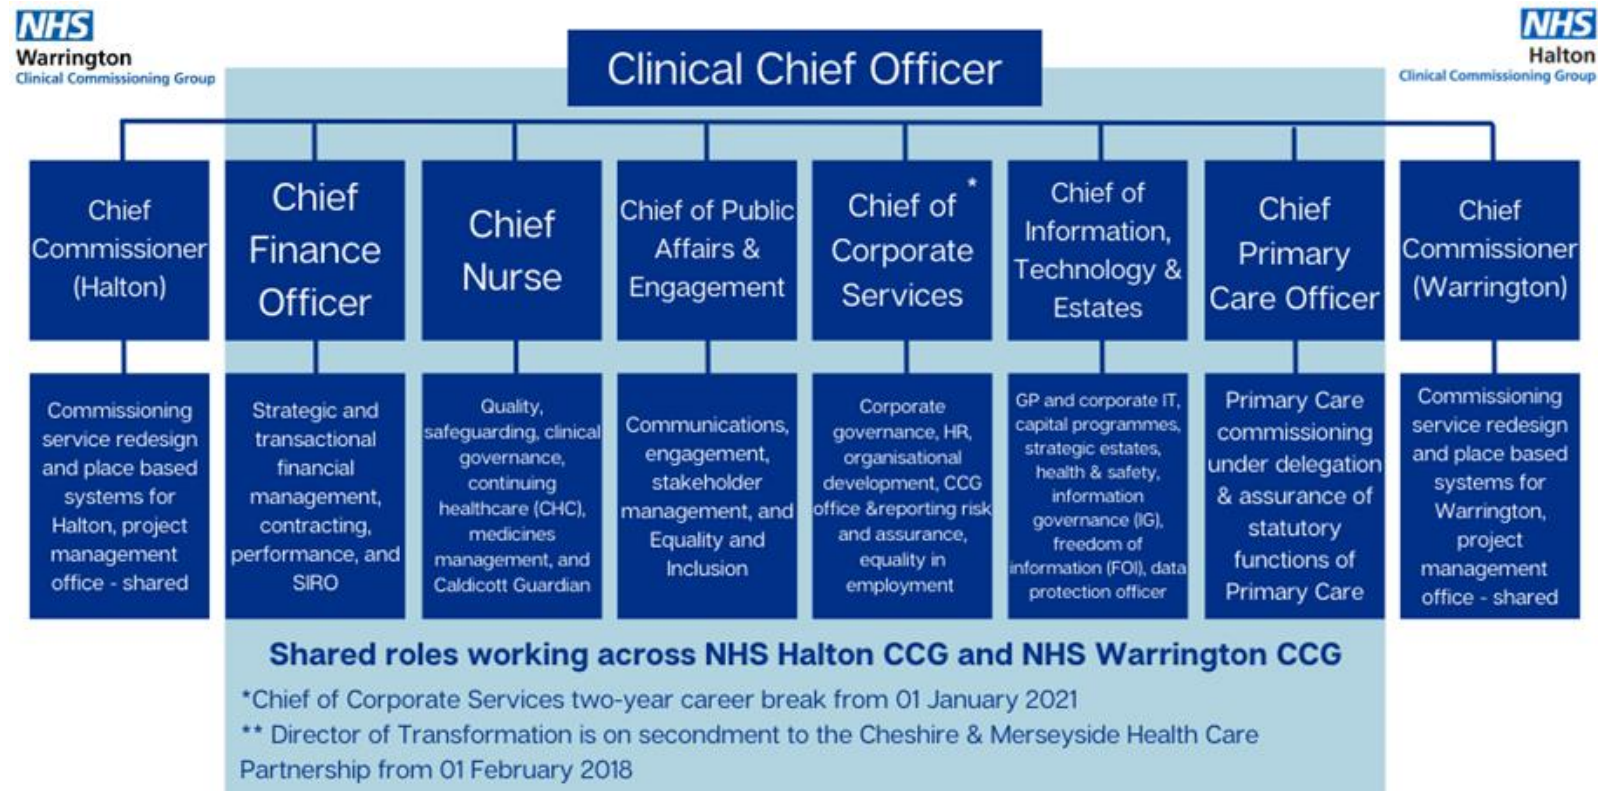 NHS
Warrington
Clinical Commissioning Group
NHS
Halton
Clinical Commissioning Group
Clinical Chief Officer
Chief
Commissioner
(Halton)
Chief
Finance
Officer
Chief
Nurse
Chief of Public
Affairs &
Engagement
Chief of *
Corporate
Services
Chief of
Information,
Technology &
Estates
Chief
Primary
Care Officer
Chief
Commissioner
(Warrington)
Commissioning
service redesign
and place based
systems for
Halton, project
management
office - shared
Strategic and
transactional
financial
management,
contracting,
performance, and
SIRO
Quality,
safeguarding, clinical
governance,
continuing
healthcare (CHC),
medicines
management, and
Caldicott Guardian
Communications,
engagement,
stakeholder
management, and
Equality and
Inclusion
Corporate
governance, HR,
organisational
development, CCG
office &reporting risk
and assurance,
equality in
employment
GP and corporate IT,
capital programmes,
strategic estates,
health & safety,
information
governance (IG),
freedom of
information (FOI), data
protection officer
Primary Care
commissioning
under delegation
& assurance of
statutory
functions of
Primary Care
Commissioning
service redesign
and place based
systems for
Warrington,
project
management
office - shared
Shared roles working across NHS Halton CCG and NHS Warrington CCG
*Chief of Corporate Services two-year career break from 01 January 2021
** Director of Transformation is on secondment to the Cheshire & Merseyside Health Care
Partnership from 01 February 2018